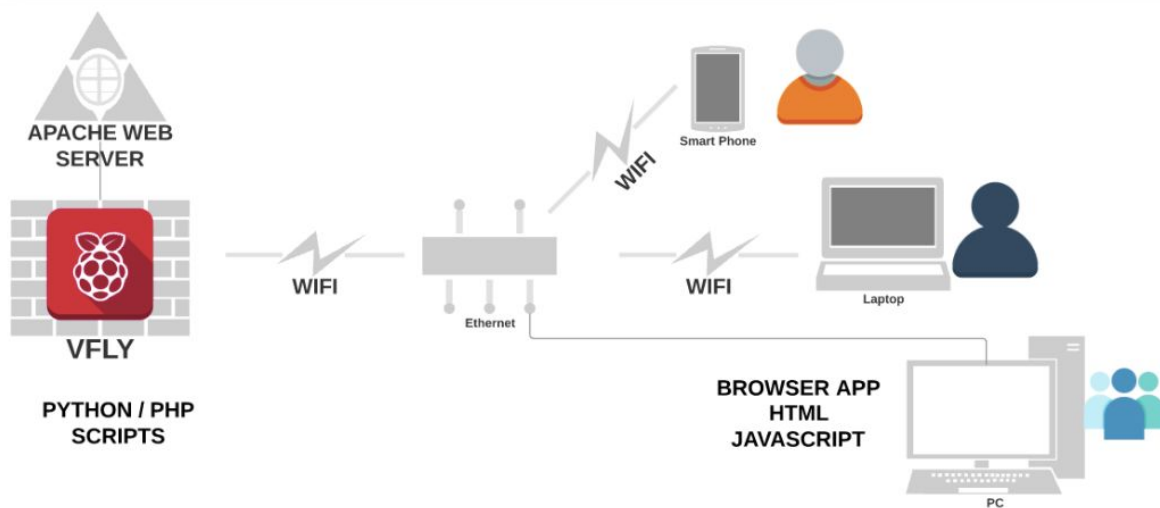 APACHE WEB
SERVER
VFLY
PYTHON / PHP
SCRIPTS
WIFI
Ethernet
WIFI
Smart Phone
WIFI
Laptop
BROWSER APP
HTML
JAVASCRIPT
PC